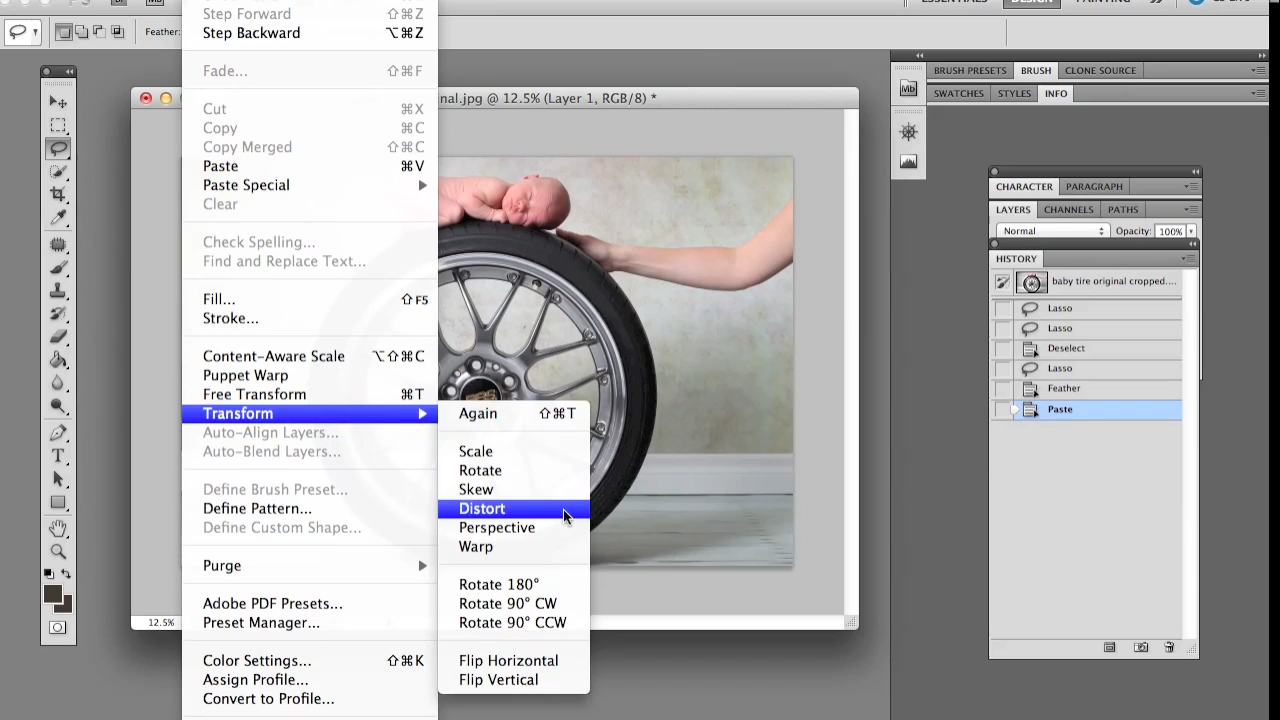 Step Forward ⇧⌘Z
Step Backward ⌥⌘Z
Feather:
Fade... ⇧⌘F
Cut ⌘X
Copy ⌘C
Copy Merged ⇧⌘C
Paste ⌘V
Paste Special
Clear
Check Spelling...
Find and Replace Text...
Fill... ⇧F5
Stroke...
Content-Aware Scale ⌥⇧⌘C
Puppet Warp
Free Transform ⌘T
Transform
Auto-Align Layers...
Auto-Blend Layers...
Define Brush Preset...
Define Pattern...
Define Custom Shape...
Purge
Adobe PDF Presets...
Preset Manager...
Color Settings... ⇧⌘K
Assign Profile...
Convert to Profile...
Again ⇧⌘T
Scale
Rotate
Skew
Distort
Perspective
Warp
Rotate 180°
Rotate 90° CW
Rotate 90° CCW
Flip Horizontal
Flip Vertical
nal.jpg @ 12.5% (Layer 1, RGB/8) *
12.5%
ESSENTIALS DESIGN PAINTING
Mb
BRUSH PRESETS BRUSH CLONE SOURCE
SWATCHES STYLES INFO
CHARACTER PARAGRAPH
LAYERS CHANNELS PATHS
Normal Opacity: 100%
HISTORY
baby tire original cropped....
Lasso
Lasso
Deselect
Lasso
Feather
Paste